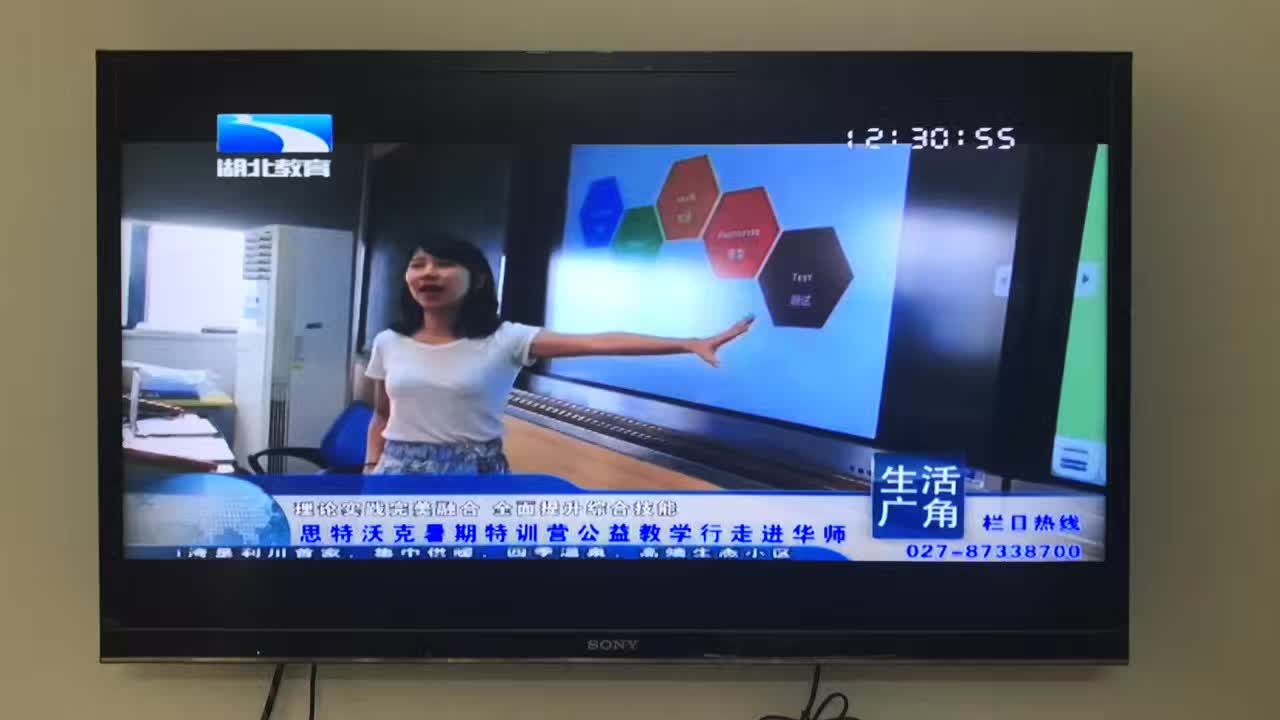 湖北教育
12:30:55
Test
测试
理论实践完美融合 全面提升综合技能
思特沃克暑期特训营公益教学行走进华师
生活
广角
栏目热线
027-87338700
SONY